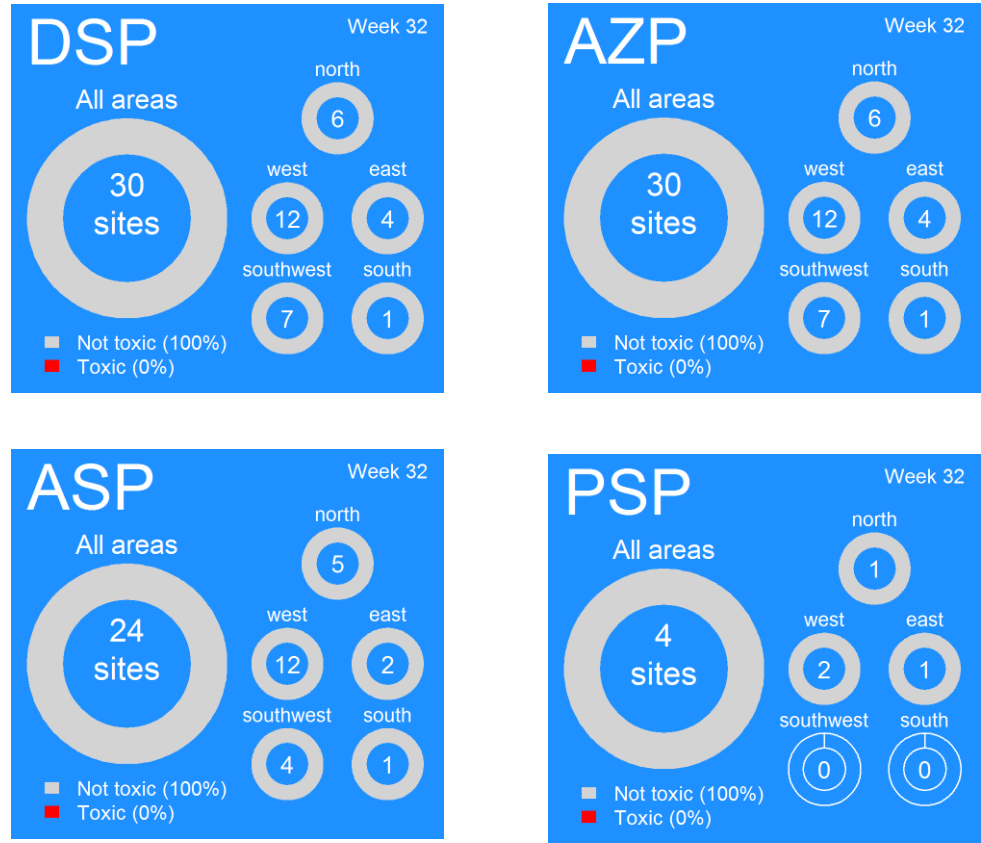 DSP
Week 32
All areas
north
6
30
sites
west
east
12
4
southwest
south
7
1
Not toxic (100%)
Toxic (0%)
AZP
Week 32
All areas
north
6
30
sites
west
east
12
4
southwest
south
7
1
Not toxic (100%)
Toxic (0%)
ASP
Week 32
All areas
north
5
24
sites
west
east
12
2
southwest
south
4
1
Not toxic (100%)
Toxic (0%)
PSP
Week 32
All areas
north
1
4
sites
west
east
2
1
southwest
south
0
0
Not toxic (100%)
Toxic (0%)